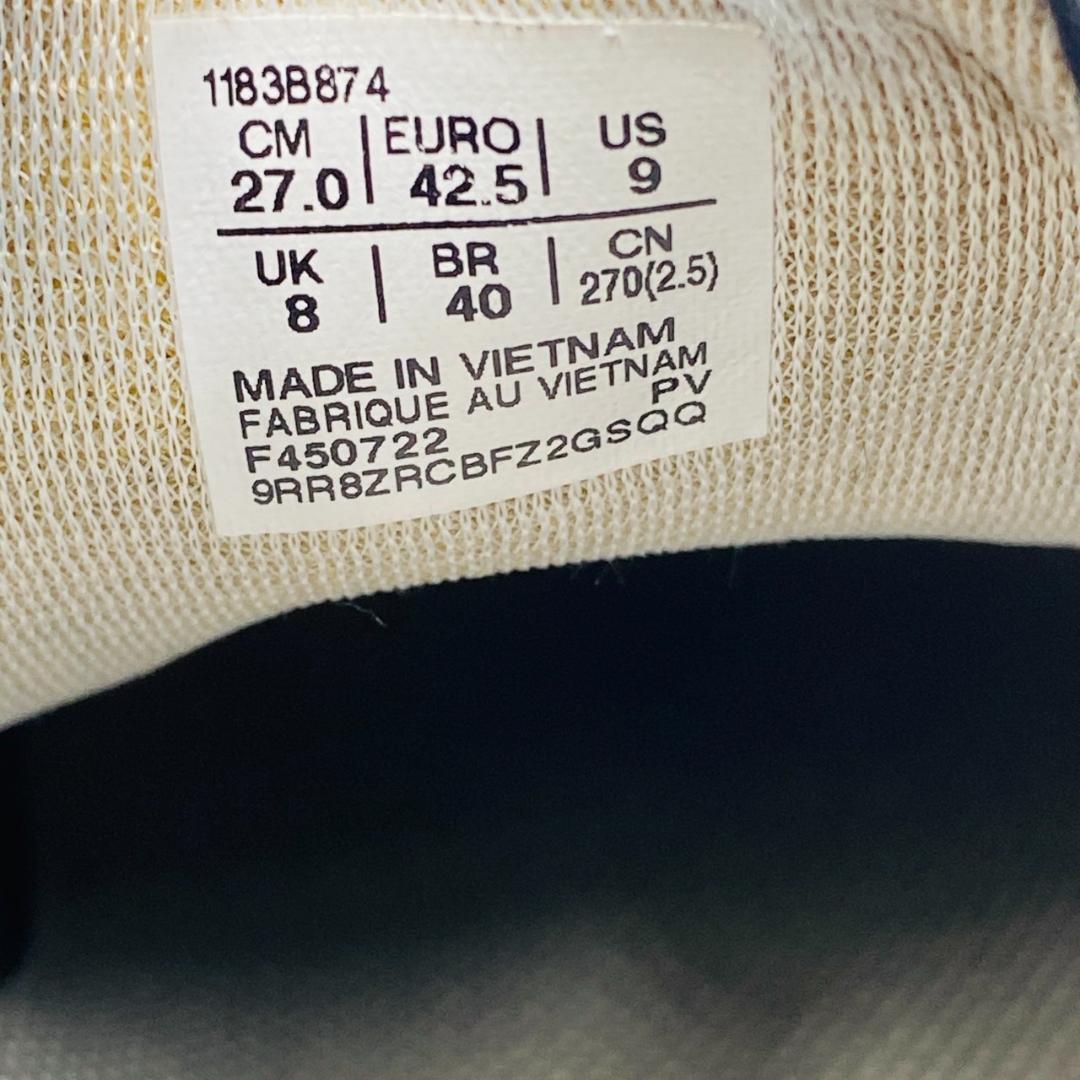 1183B874
CM | EURO | US
27.0 | 42.5 | 9
UK | BR | CN
8 | 40 | 270(2.5)
MADE IN VIETNAM
FABRIQUE AU VIETNAM
F450722 PV
9RR8ZRCBFZ2GSQQ